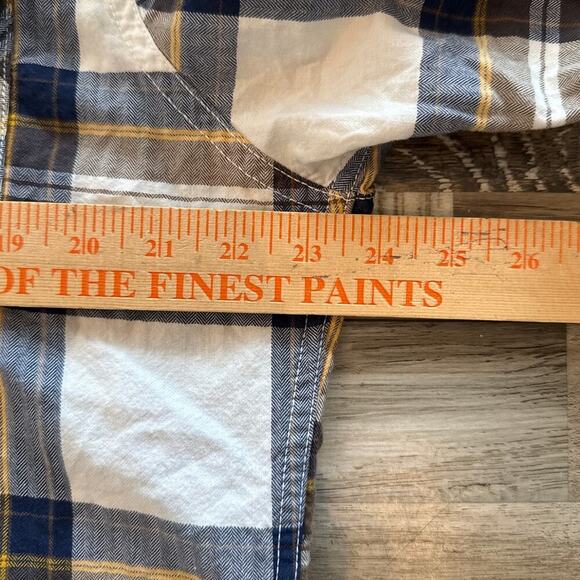 19 20 21 22 23 24 25 26
OF THE FINEST PAINTS